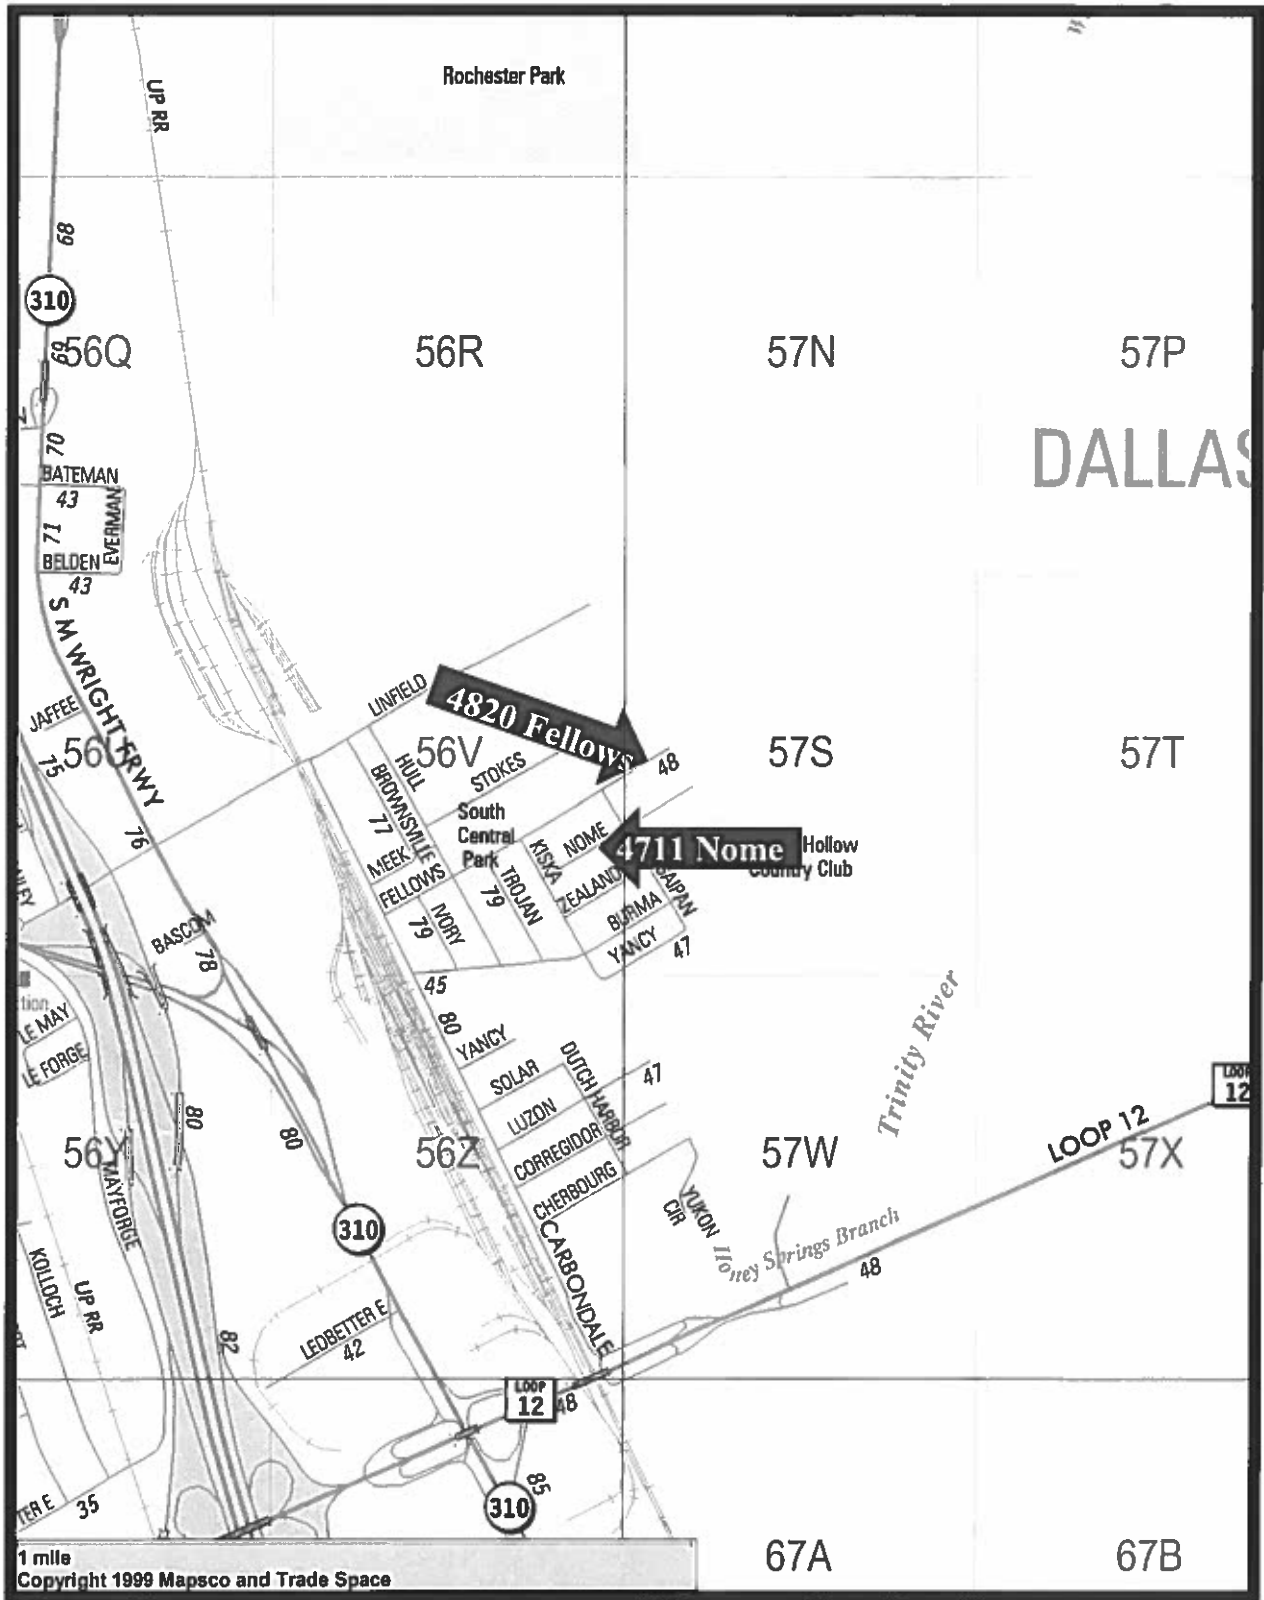 Rochester Park
UP RR
68
310
69
56Q
56R
57N
57P
DALLAS
70
BATEMAN
43
EVERMAN
71
BELDEN
43
S M WRIGHT FRWY
LINFIELD
4820 Fellows
JAFFEE
56V
57S
57T
75
HULL
STOKES
48
BROWNSVILLE
77
76
South
Central
Park
MEEK
FELLOWS
KISKA
NOME
4711 Nome
Hollow
Country Club
TROJAN
79
ZEALAND
SAIPAN
IVORY
79
BURMA
YANCY
47
BASCOM
78
45
80
YANCY
tion
LE MAY
LE FORGE
SOLAR
DUTCH HARBOR
47
Trinity River
LUZON
LOOP
12
80
80
CORREGIDOR
LOOP 12
56Y
56Z
57W
57X
MAYFORGE
CHERBOURG
YUKON
CIR
310
CARBONDALE
Honey Springs Branch
48
KOLLOCH
UP RR
LEDBETTER E
42
82
LOOP
12
48
85
310
TER E
35
1 mile
Copyright 1999 Mapsco and Trade Space
67A
67B